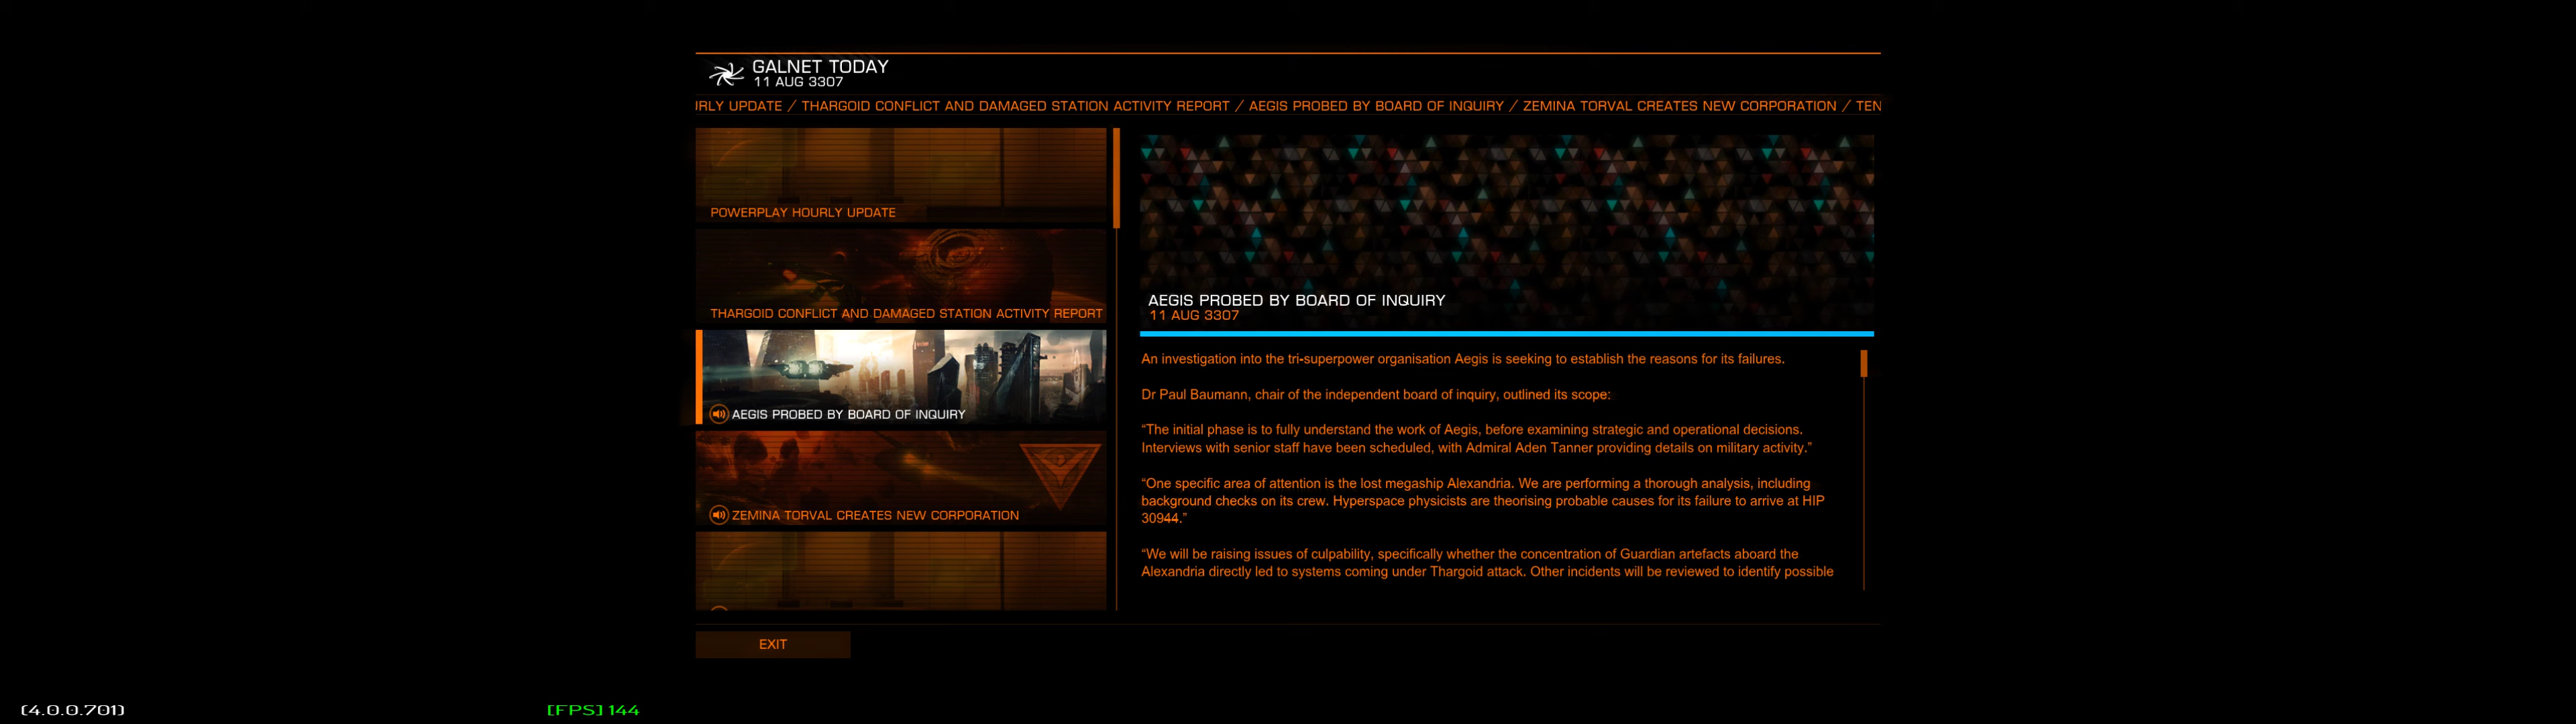 GALNET TODAY
11 AUG 3307
URLY UPDATE / THARGOID CONFLICT AND DAMAGED STATION ACTIVITY REPORT / AEGIS PROBED BY BOARD OF INQUIRY / ZEMINA TORVAL CREATES NEW CORPORATION / TEN
POWERPLAY HOURLY UPDATE
THARGOID CONFLICT AND DAMAGED STATION ACTIVITY REPORT
AEGIS PROBED BY BOARD OF INQUIRY
ZEMINA TORVAL CREATES NEW CORPORATION
AEGIS PROBED BY BOARD OF INQUIRY
11 AUG 3307
An investigation into the tri-superpower organisation Aegis is seeking to establish the reasons for its failures.
Dr Paul Baumann, chair of the independent board of inquiry, outlined its scope:
“The initial phase is to fully understand the work of Aegis, before examining strategic and operational decisions.
Interviews with senior staff have been scheduled, with Admiral Aden Tanner providing details on military activity.”
“One specific area of attention is the lost megaship Alexandria. We are performing a thorough analysis, including
background checks on its crew. Hyperspace physicists are theorising probable causes for its failure to arrive at HIP
30944.”
“We will be raising issues of culpability, specifically whether the concentration of Guardian artefacts aboard the
Alexandria directly led to systems coming under Thargoid attack. Other incidents will be reviewed to identify possible
EXIT
(4.0.0.701)
[FPS] 144